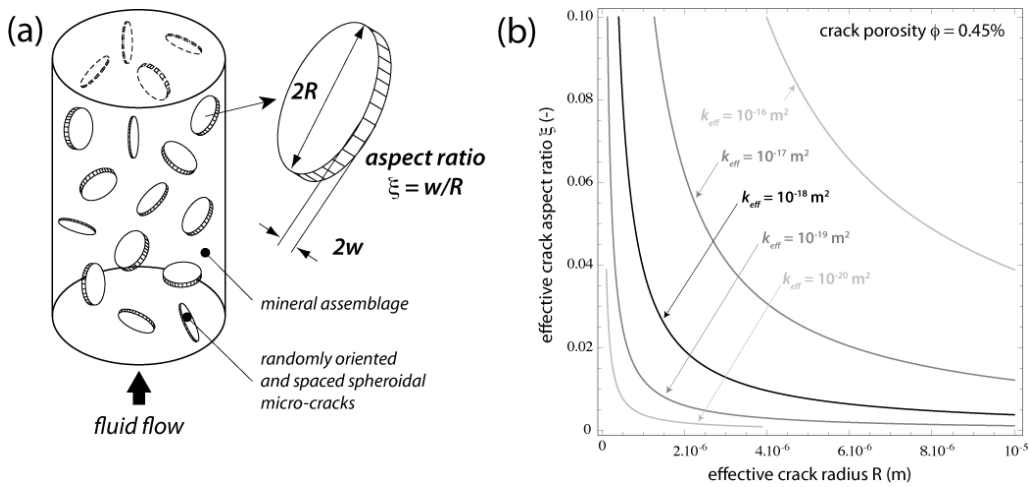 (a)
2R
aspect ratio
ξ = w/R
2w
mineral assemblage
randomly oriented
and spaced spheroidal
micro-cracks
fluid flow
(b)
crack porosity ϕ = 0.45%
effective crack aspect ratio ξ (-)
0.10
0.08
0.06
0.04
0.02
0
k_eff = 10⁻¹⁶ m²
k_eff = 10⁻¹⁷ m²
k_eff = 10⁻¹⁸ m²
k_eff = 10⁻¹⁹ m²
k_eff = 10⁻²⁰ m²
0
2.10⁻⁶
4.10⁻⁶
6.10⁻⁶
8.10⁻⁶
10⁻⁵
effective crack radius R (m)